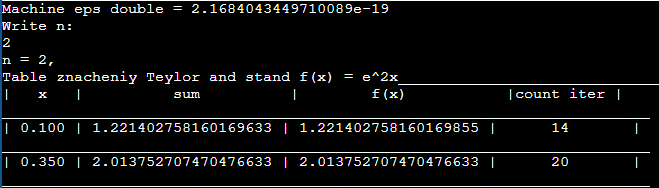 Machine eps double = 2.1684043449710089e-19
Write n:
2
n = 2,
Table znacheniy Teylor and stand f(x) = e^2x
| x | sum | f(x) |count iter |
| 0.100 | 1.221402758160169633 | 1.221402758160169855 | 14 |
| 0.350 | 2.013752707470476633 | 2.013752707470476633 | 20 |